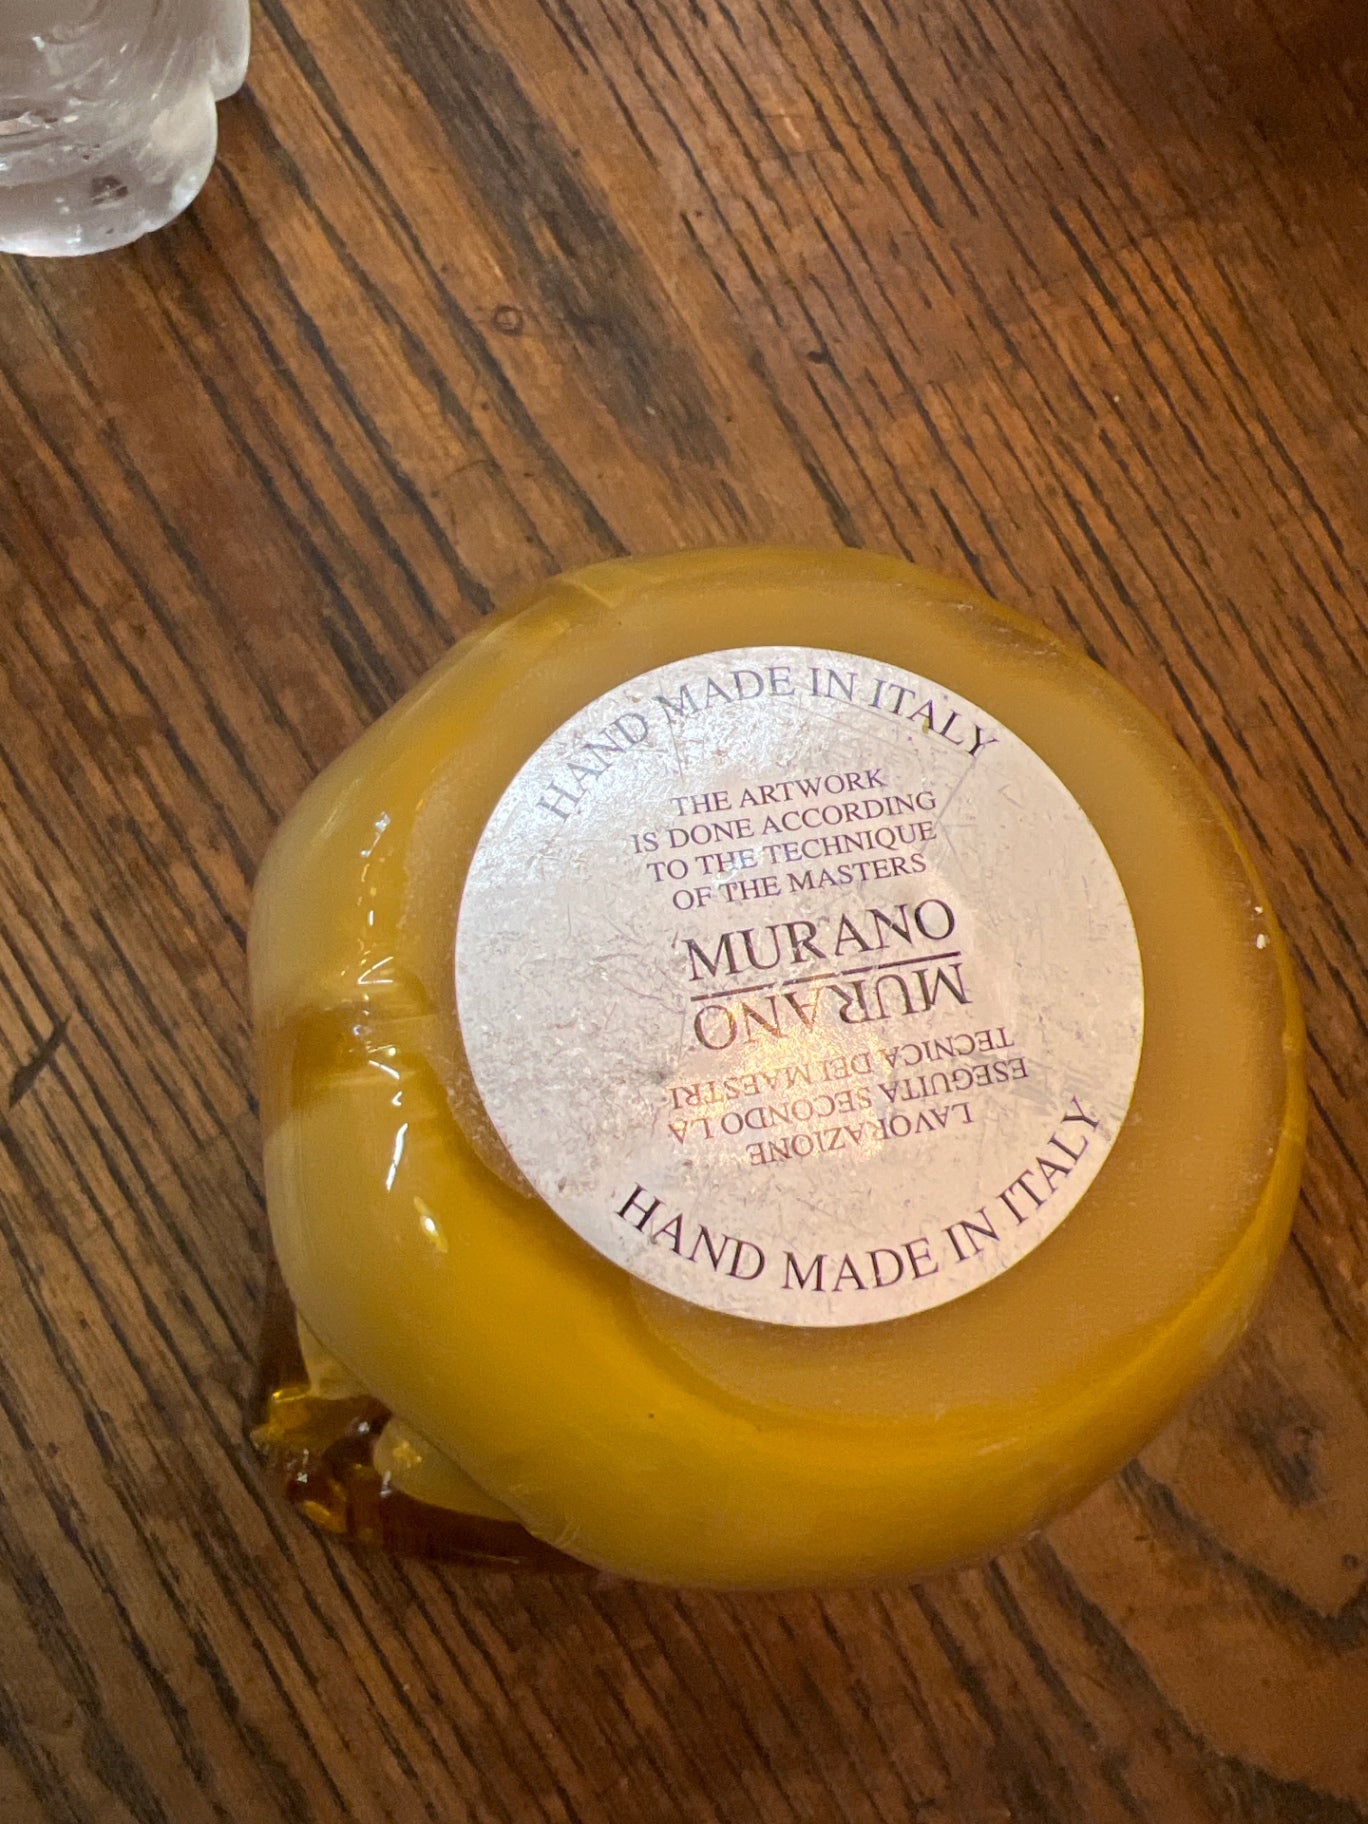 HAND MADE IN ITALY
THE ARTWORK
IS DONE ACCORDING
TO THE TECHNIQUE
OF THE MASTERS
MURANO
MURANO
LAVORAZIONE
ESEGUITA SECONDO LA
TECNICA DEI MAESTRI
HAND MADE IN ITALY